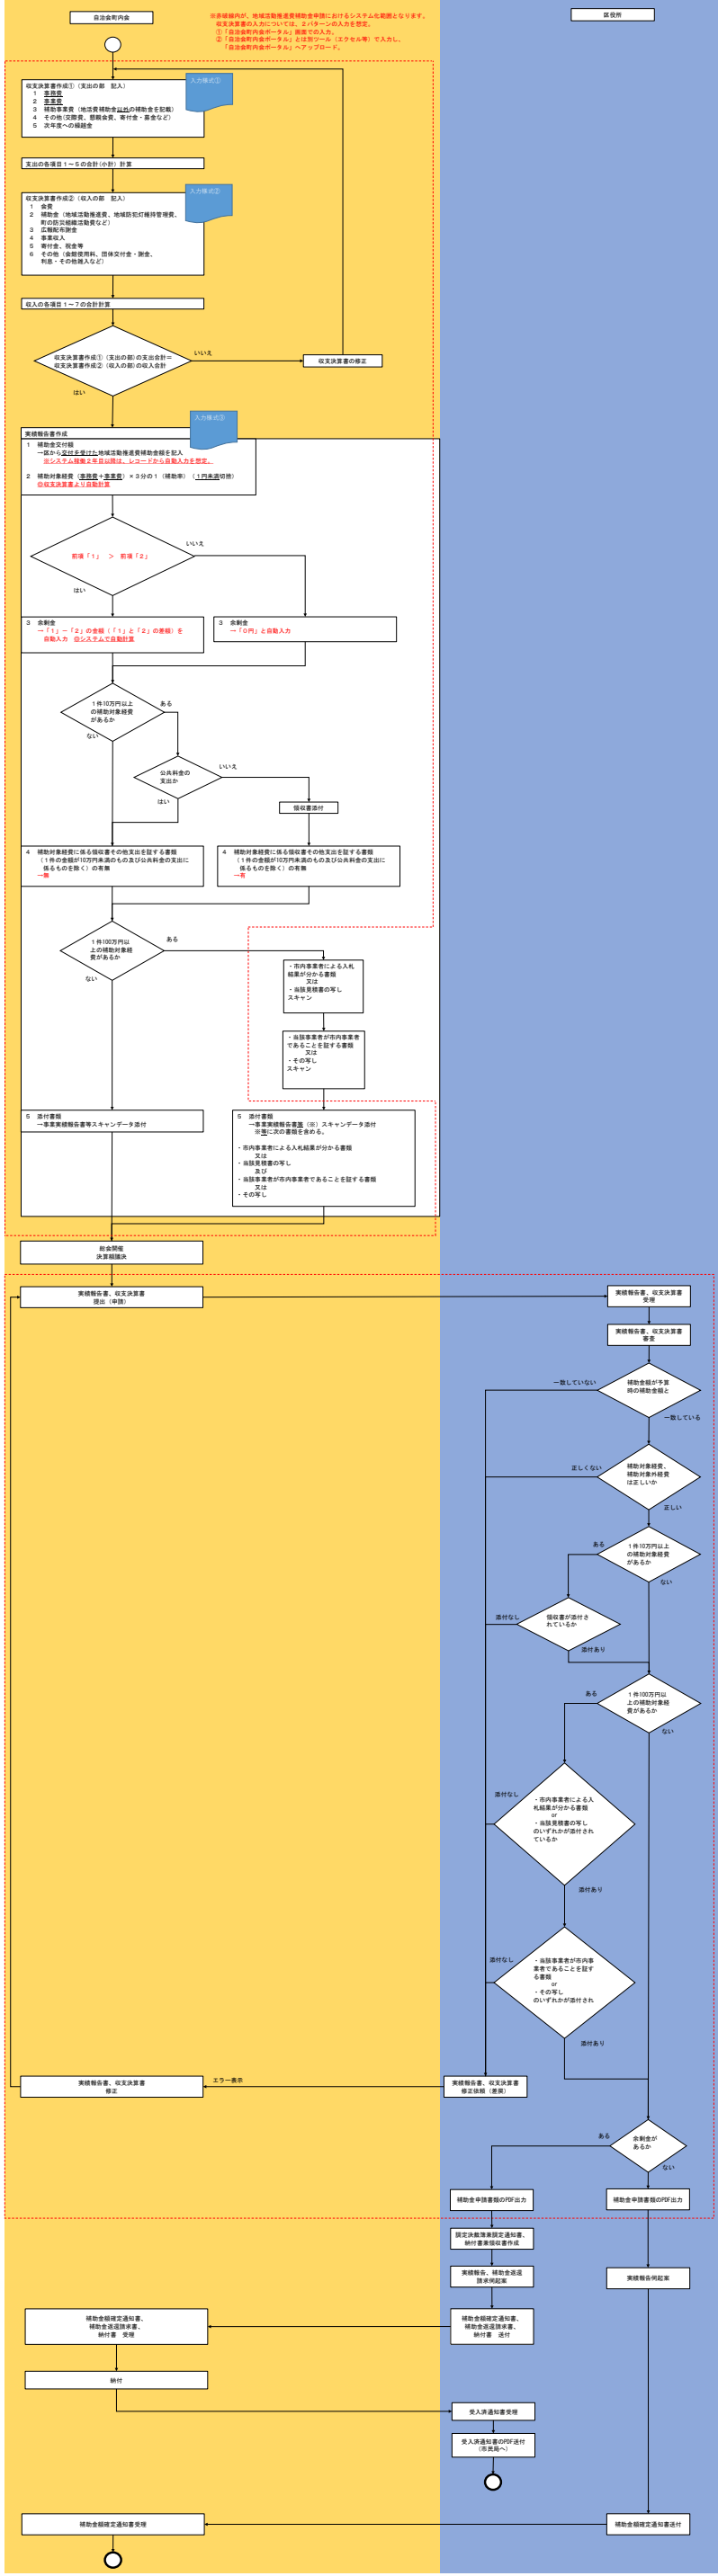 自治会町内会
区役所
※赤破線内が、地域活動推進費補助金申請におけるシステム化範囲となります。
収支決算書の入力については、2パターンの入力を想定。
①「自治会町内会ポータル」画面での入力。
②「自治会町内会ポータル」とは別ツール（エクセル等）で入力し、
「自治会町内会ポータル」へアップロード。
入力様式①
収支決算書作成①（支出の部　記入）
1　事務費
2　事業費
3　補助事業費（地活費補助金以外の補助金を記載）
4　その他（交際費、懇親会費、寄付金・基金など）
5　次年度への繰越金
支出の各項目1～5の合計(小計) 計算
入力様式②
収支決算書作成②（収入の部　記入）
1　会費
2　補助金（地域活動推進費、地域防犯灯維持管理費、
町の防災組織活動費など）
3　広報配布謝金
4　事業収入
5　寄付金、祝金等
6　その他（会館使用料、団体交付金・謝金、
利息・その他雑入など）
収入の各項目1～7の合計計算
収支決算書作成①（支出の部）の支出合計＝
収支決算書作成②（収入の部）の収入合計
いいえ
収支決算書の修正
はい
入力様式③
実績報告書作成
1　補助金交付額
→区から交付を受けた地域活動推進費補助金額を記入
※システム稼働2年目以降は、レコードから自動入力を想定。
2　補助対象経費（事務費＋事業費）×3分の1（補助率）（1円未満切捨）
◎収支決算書より自動計算
前項「1」　＞　前項「2」
いいえ
はい
3　余剰金
→「1」－「2」の金額（「1」と「2」の差額）を
自動入力　◎システムで自動計算
3　余剰金
→「0円」と自動入力
1件10万円以上
の補助対象経費
があるか
ある
ない
公共料金の
支出か
いいえ
はい
領収書添付
4　補助対象経費に係る領収書その他支出を証する書類
（1件の金額が10万円未満のもの及び公共料金の支出に
係るものを除く）の有無
→無
4　補助対象経費に係る領収書その他支出を証する書類
（1件の金額が10万円未満のもの及び公共料金の支出に
係るものを除く）の有無
→有
1件100万円以
上の補助対象経
費があるか
ある
ない
・市内事業者による入札
結果が分かる書類
又は
・当該見積書の写し
スキャン
・当該事業者が市内事業者
であることを証する書類
又は
・その写し
スキャン
5　添付書類
→事業実績報告書等スキャンデータ添付
5　添付書類
→事業実績報告書等（※）スキャンデータ添付
※等に次の書類を含める。
・市内事業者による入札結果が分かる書類
又は
・当該見積書の写し
及び
・当該事業者が市内事業者であることを証する書類
又は
・その写し
総会開催
決算額議決
実績報告書、収支決算書
提出（申請）
実績報告書、収支決算書
受理
実績報告書、収支決算書
審査
補助金額が予算
時の補助金額と
一致していない
一致している
補助対象経費、
補助対象外経費
は正しいか
正しくない
正しい
1件10万円以上
の補助対象経費
があるか
ある
ない
領収書が添付さ
れているか
添付なし
添付あり
1件100万円以
上の補助対象経
費があるか
ある
ない
・市内事業者による入
札結果が分かる書類
or
・当該見積書の写し
のいずれかが添付され
ているか
添付なし
添付あり
・当該事業者が市内事
業者であることを証す
る書類
or
・その写し
のいずれかが添付され
添付なし
添付あり
実績報告書、収支決算書
修正
エラー表示
実績報告書、収支決算書
修正依頼（差戻）
余剰金が
あるか
ある
ない
補助金申請書類のPDF出力
補助金申請書類のPDF出力
調定決裁簿兼調定通知書、
納付書兼領収書作成
実績報告、補助金返還
請求伺起案
実績報告伺起案
補助金額確定通知書、
補助金返還請求書、
納付書　受理
補助金額確定通知書、
補助金返還請求書、
納付書　送付
納付
受入済通知書受理
受入済通知書のPDF送付
（市民局へ）
補助金額確定通知書受理
補助金額確定通知書送付